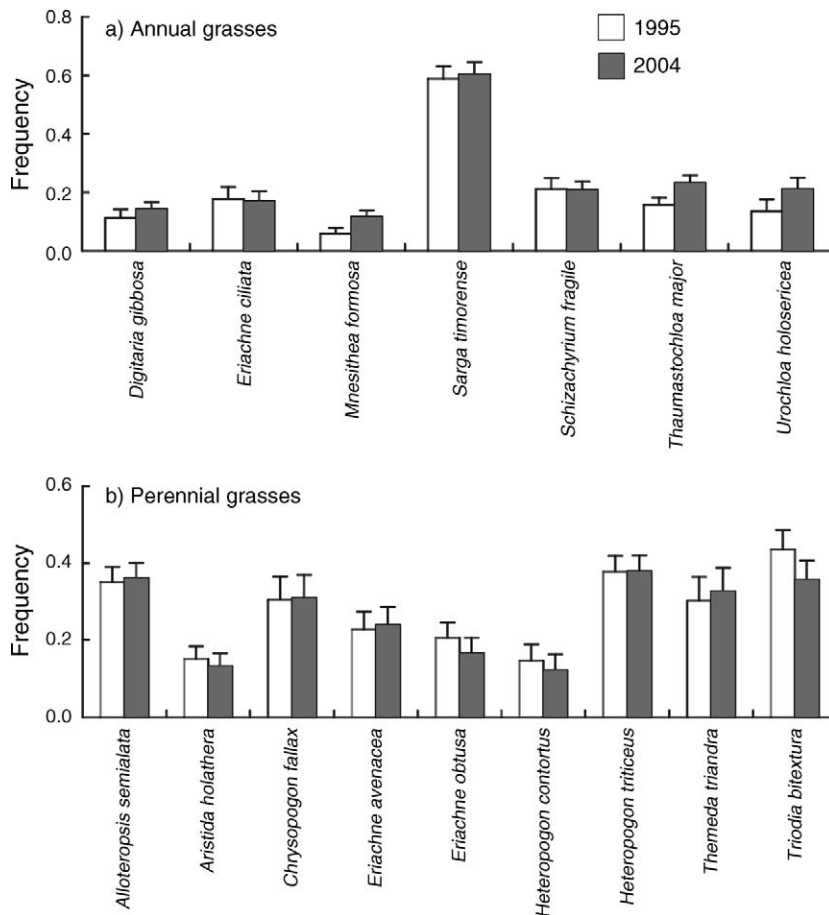 a) Annual grasses
1995
2004
Frequency
0.8
0.6
0.4
0.2
0.0
Digitaria gibbosa
Eriachne ciliata
Mnesithea formosa
Sarga timorense
Schizachyrium fragile
Thaumastochloa major
Urochloa holosericea
b) Perennial grasses
Frequency
0.6
0.4
0.2
0.0
Alloteropsis semialata
Aristida holathera
Chrysopogon fallax
Eriachne avenacea
Eriachne obtusa
Heteropogon contortus
Heteropogon triticeus
Themeda triandra
Triodia bitextura